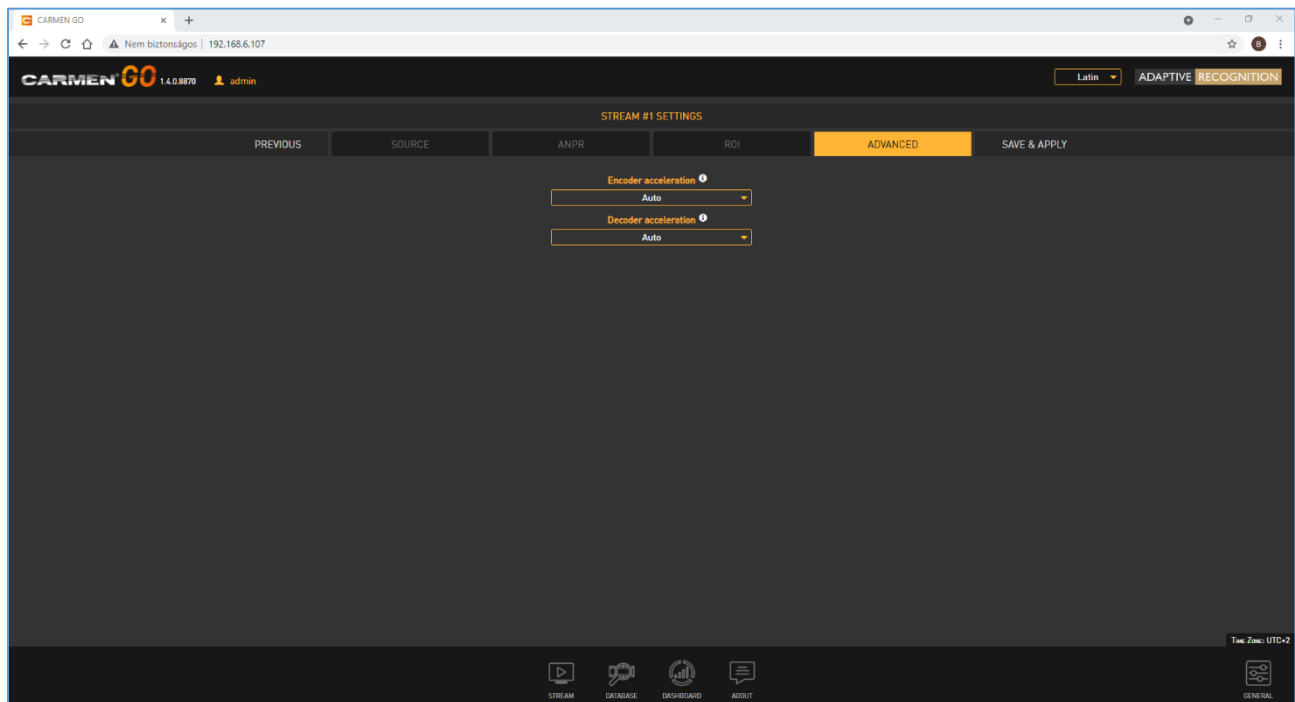 CARMEN GO
Nem biztonságos | 192.168.6.107
B
CARMEN GO 1.4.0.8870 admin
Latin
ADAPTIVE RECOGNITION
STREAM #1 SETTINGS
PREVIOUS SOURCE ANPR ROI ADVANCED SAVE & APPLY
Encoder acceleration
Auto
Decoder acceleration
Auto
TIME ZONE: UTC+2
STREAM DATABASE DASHBOARD ABOUT GENERAL